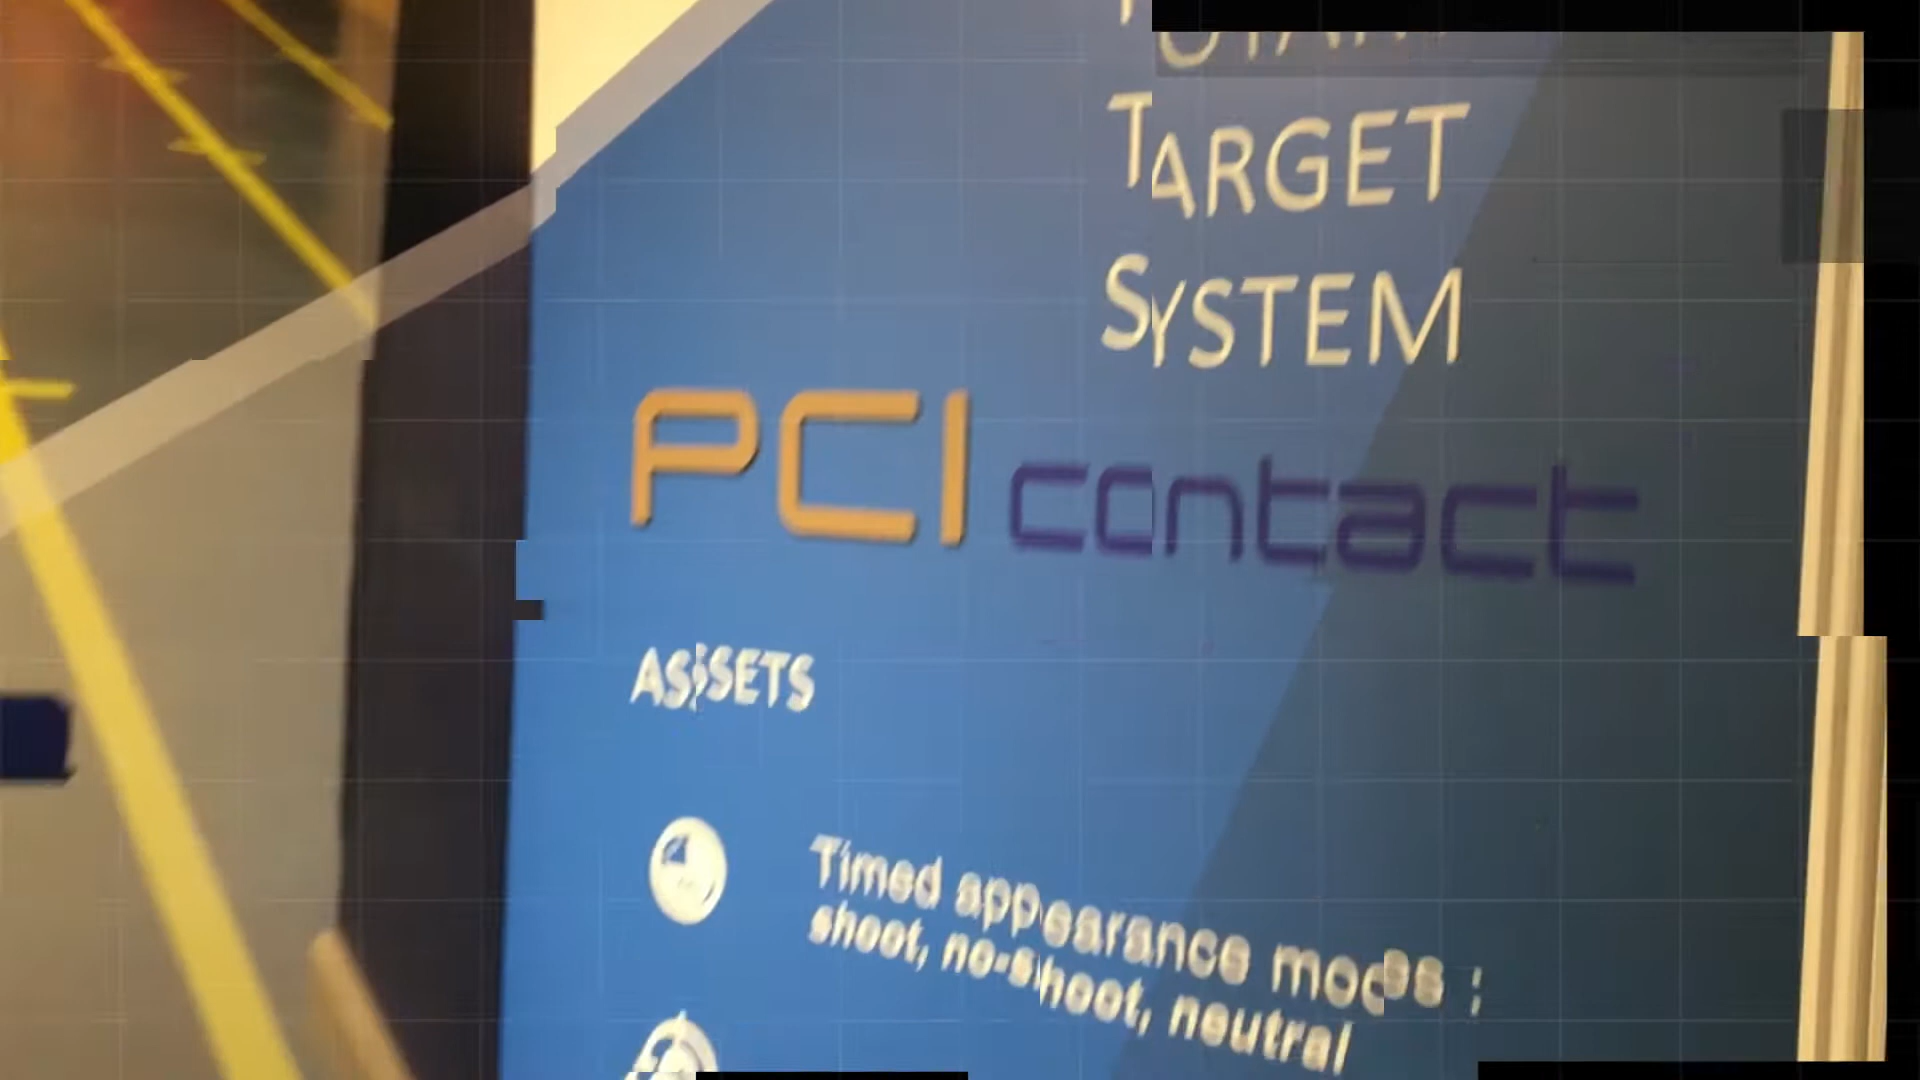 TARGET
SYSTEM
PCI contact
ASSETS
Timed appearance modes :
shoot, no-shoot, neutral